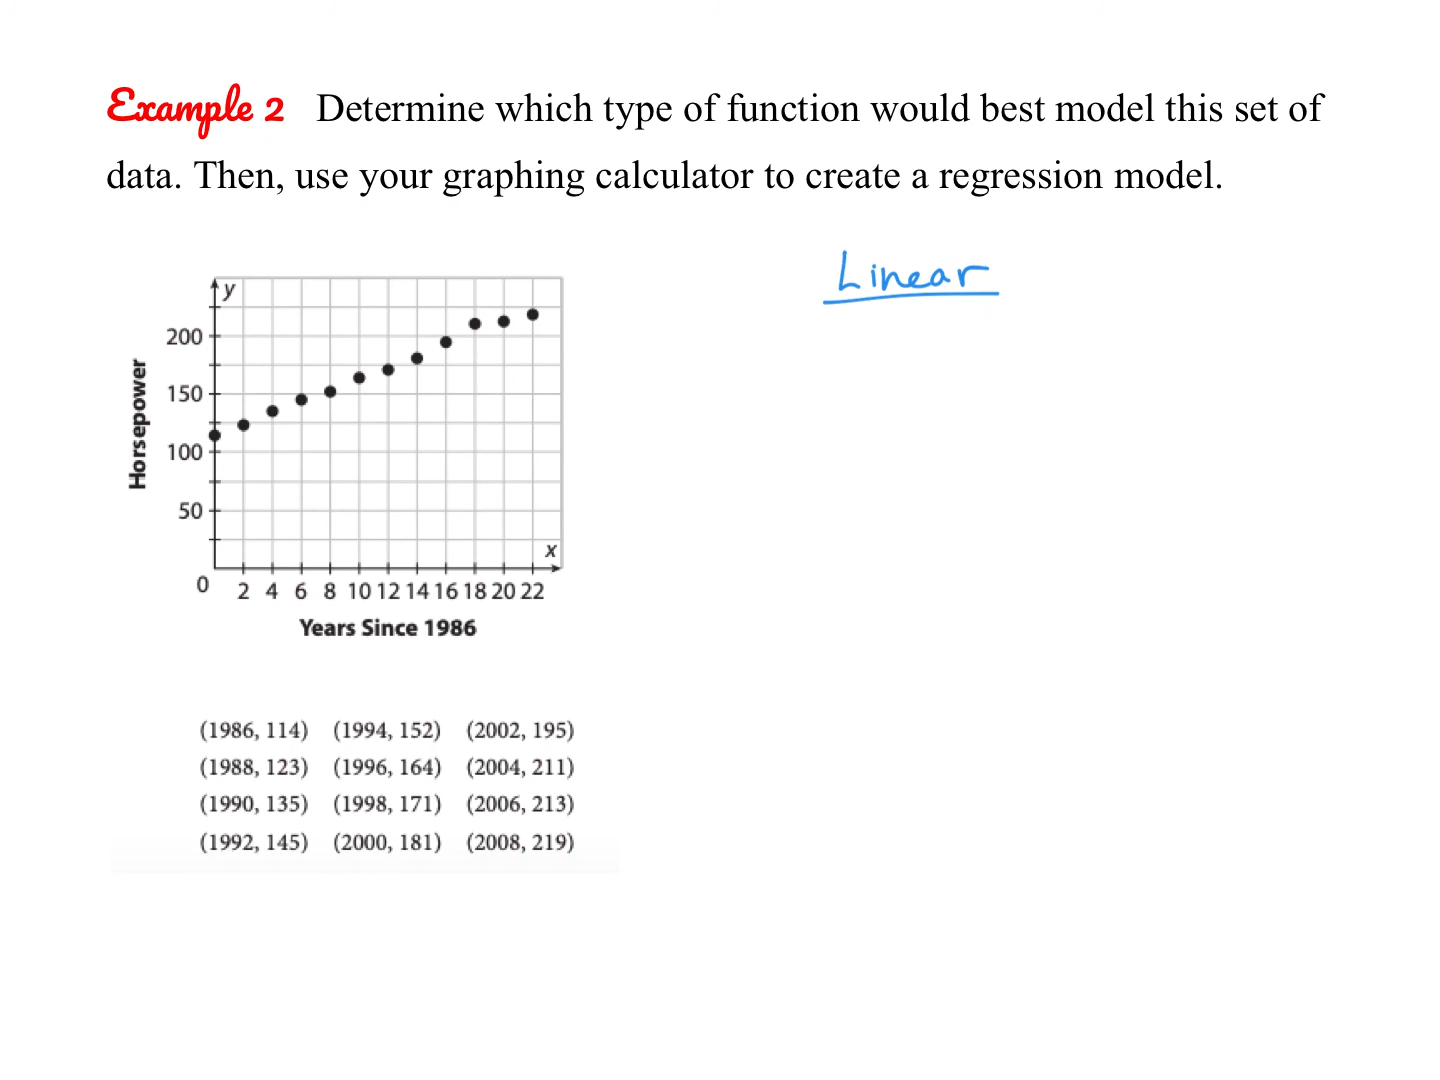 Example 2 Determine which type of function would best model this set of
data. Then, use your graphing calculator to create a regression model.
Linear
y
200
150
100
50
0
Horsepower
x
2 4 6 8 10 12 14 16 18 20 22
Years Since 1986
(1986, 114) (1994, 152) (2002, 195)
(1988, 123) (1996, 164) (2004, 211)
(1990, 135) (1998, 171) (2006, 213)
(1992, 145) (2000, 181) (2008, 219)